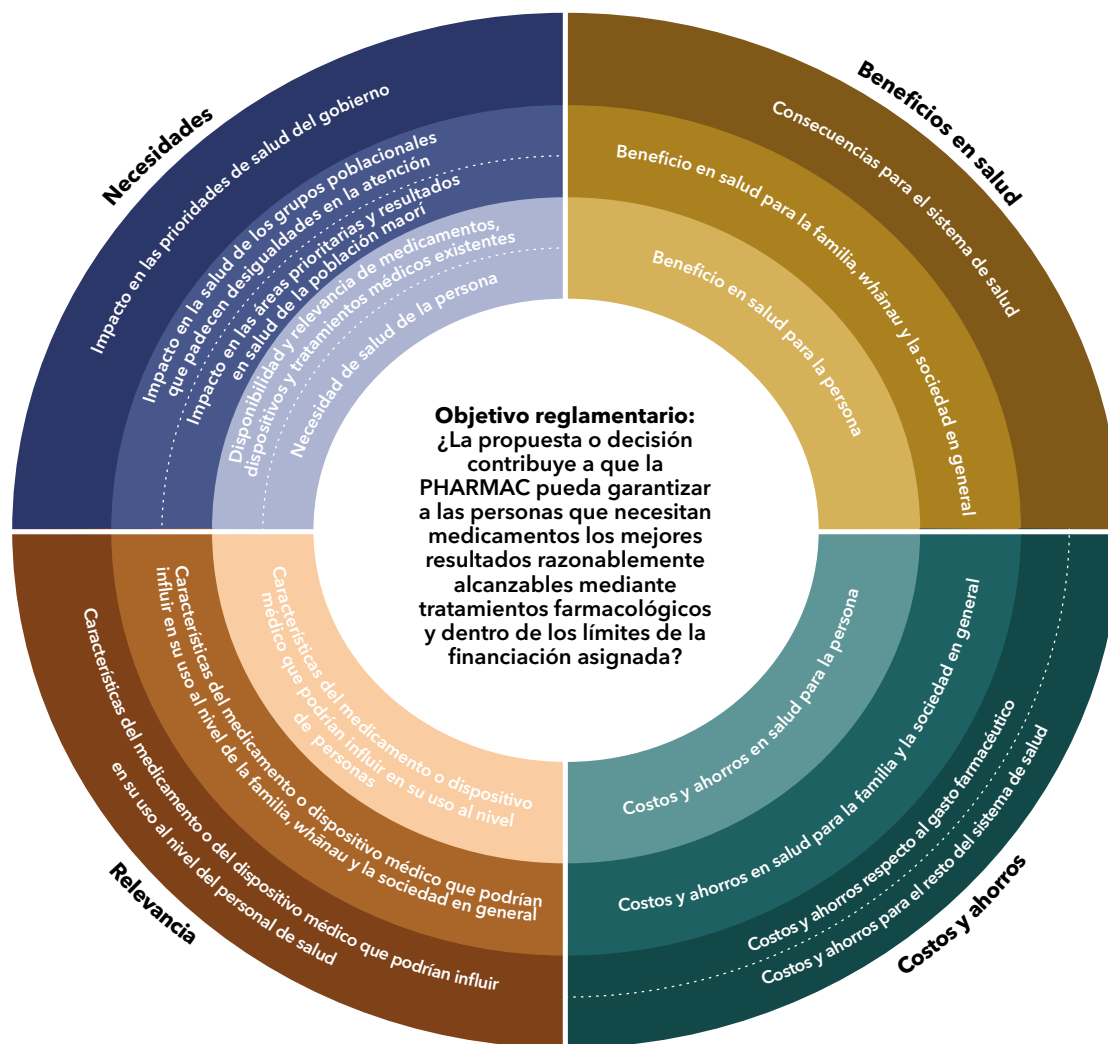 Necesidades
Impacto en las prioridades de salud del gobierno
Impacto en la salud de los grupos poblacionales
que padecen desigualdades en la atención
Impacto en las áreas prioritarias y resultados
en salud de la población maorí
Disponibilidad y relevancia de medicamentos,
dispositivos y tratamientos médicos existentes
Necesidad de salud de la persona
Beneficios en salud
Consecuencias para el sistema de salud
Beneficio en salud para la familia, whānau y la sociedad en general
Beneficio en salud para la persona
Objetivo reglamentario:
¿La propuesta o decisión
contribuye a que la
PHARMAC pueda garantizar
a las personas que necesitan
medicamentos los mejores
resultados razonablemente
alcanzables mediante
tratamientos farmacológicos
y dentro de los límites de la
financiación asignada?
Características del medicamento o dispositivo
médico que podrían influir en su uso al nivel
de personas
Características del medicamento o dispositivo médico que podrían
influir en su uso al nivel de la familia, whānau y la sociedad en general
Características del medicamento o del dispositivo médico que podrían influir
en su uso al nivel del personal de salud
Relevancia
Costos y ahorros en salud para la persona
Costos y ahorros en salud para la familia y la sociedad en general
Costos y ahorros respecto al gasto farmacéutico
Costos y ahorros para el resto del sistema de salud
Costos y ahorros